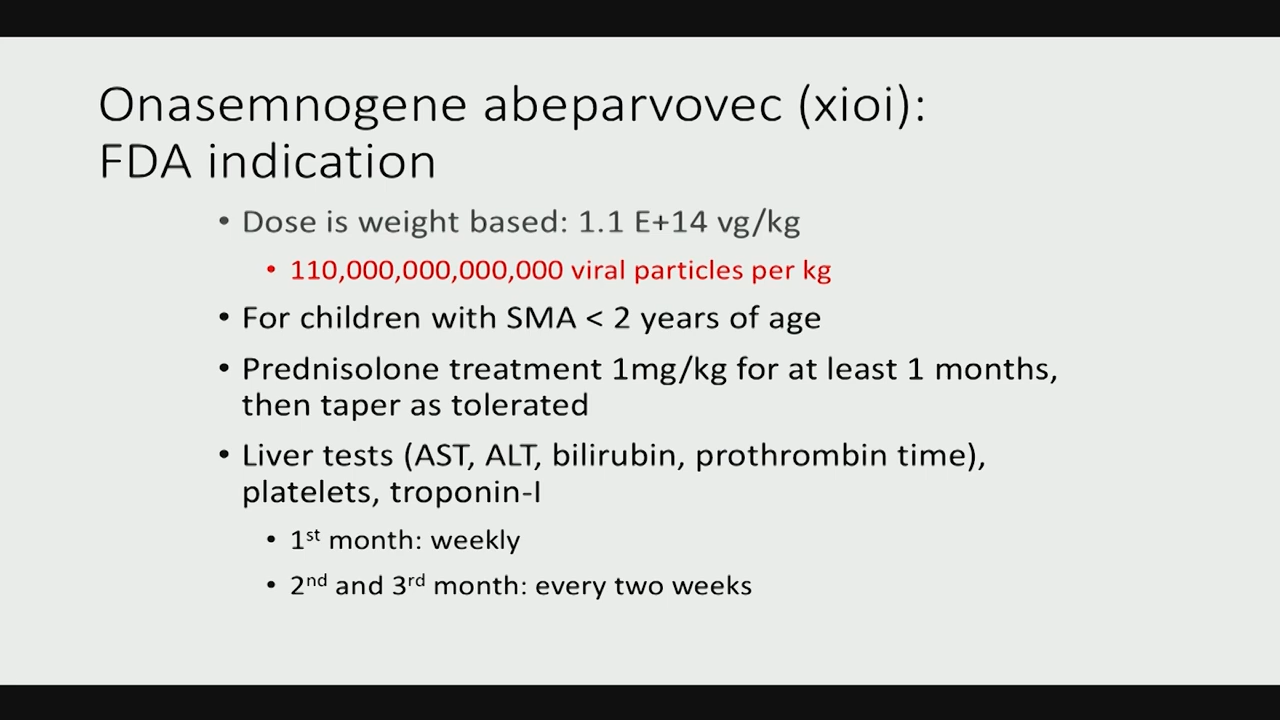 Onasemnogene abeparvovec (xioi):
FDA indication
• Dose is weight based: 1.1 E+14 vg/kg
• 110,000,000,000,000 viral particles per kg
• For children with SMA < 2 years of age
• Prednisolone treatment 1mg/kg for at least 1 months,
then taper as tolerated
• Liver tests (AST, ALT, bilirubin, prothrombin time),
platelets, troponin-I
• 1st month: weekly
• 2nd and 3rd month: every two weeks